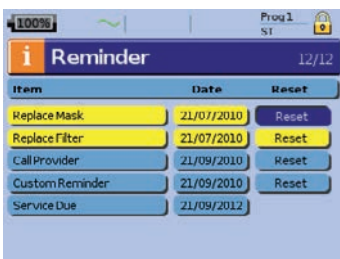 100% Prog 1
ST
i Reminder 12/12
Item Date Reset
Replace Mask 21/07/2010 Reset
Replace Filter 21/07/2010 Reset
Call Provider 21/09/2010 Reset
Custom Reminder 21/09/2010 Reset
Service Due 21/09/2012